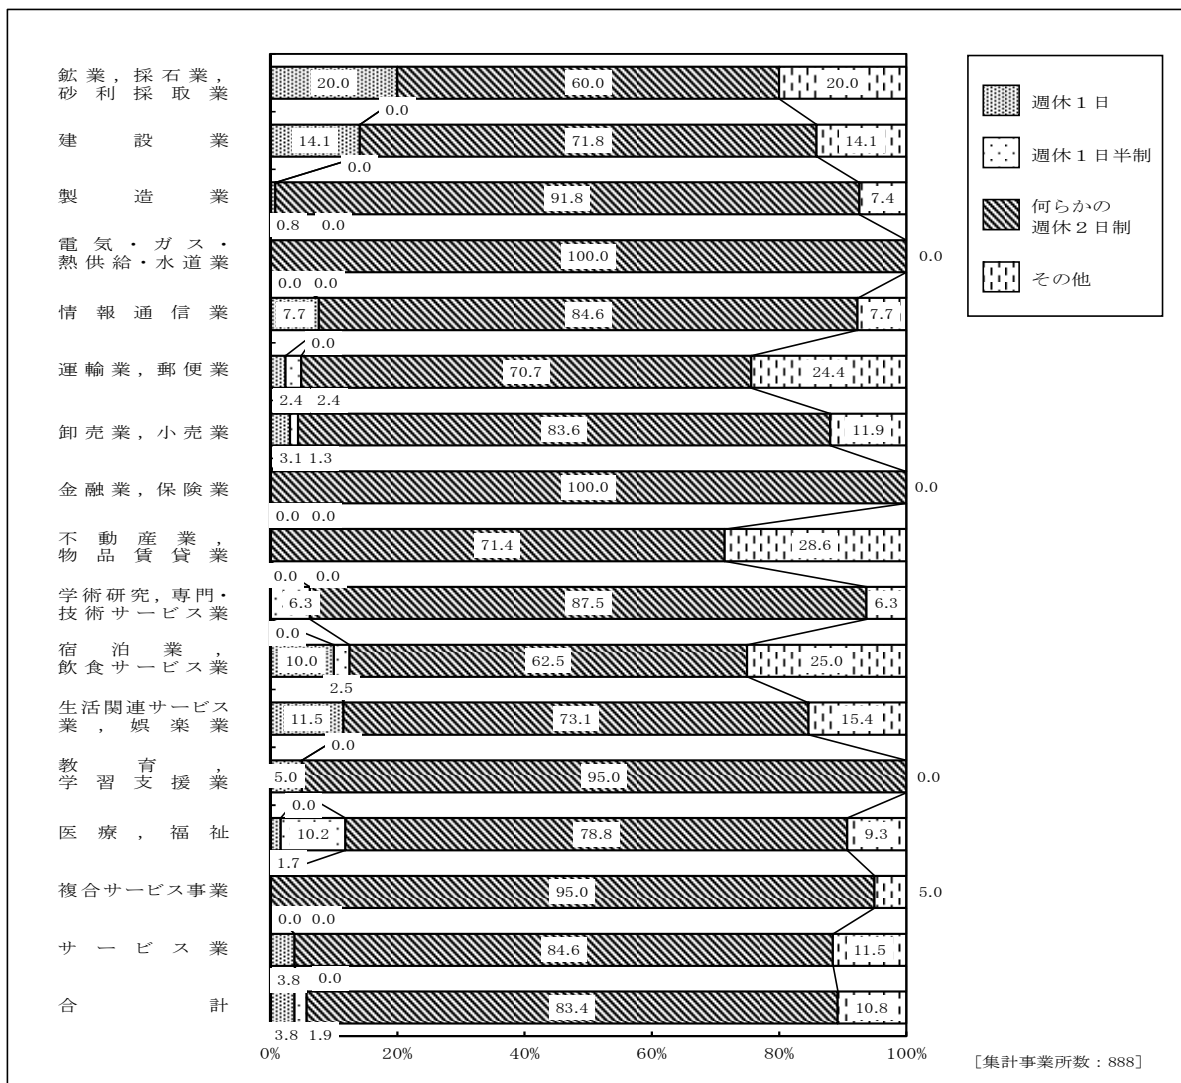 鉱業，採石業，
砂利採取業
20.0 60.0 20.0
0.0
建設業
14.1 71.8 14.1
0.0
製造業
91.8 7.4
0.8 0.0
電気・ガス・
熱供給・水道業
100.0 0.0
0.0 0.0
情報通信業
7.7 84.6 7.7
0.0
運輸業，郵便業
70.7 24.4
2.4 2.4
卸売業，小売業
83.6 11.9
3.1 1.3
金融業，保険業
100.0 0.0
0.0 0.0
不動産業，
物品賃貸業
71.4 28.6
0.0 0.0
学術研究，専門・
技術サービス業
6.3 87.5 6.3
0.0
宿泊業，
飲食サービス業
10.0 62.5 25.0
2.5
生活関連サービス
業，娯楽業
11.5 73.1 15.4
0.0
教育，
学習支援業
5.0 95.0 0.0
0.0
医療，福祉
10.2 78.8 9.3
1.7
複合サービス事業
95.0 5.0
0.0 0.0
サービス業
84.6 11.5
3.8 0.0
合計
83.4 10.8
3.8 1.9
0% 20% 40% 60% 80% 100%
週休１日
週休１日半制
何らかの
週休２日制
その他
［集計事業所数：888］